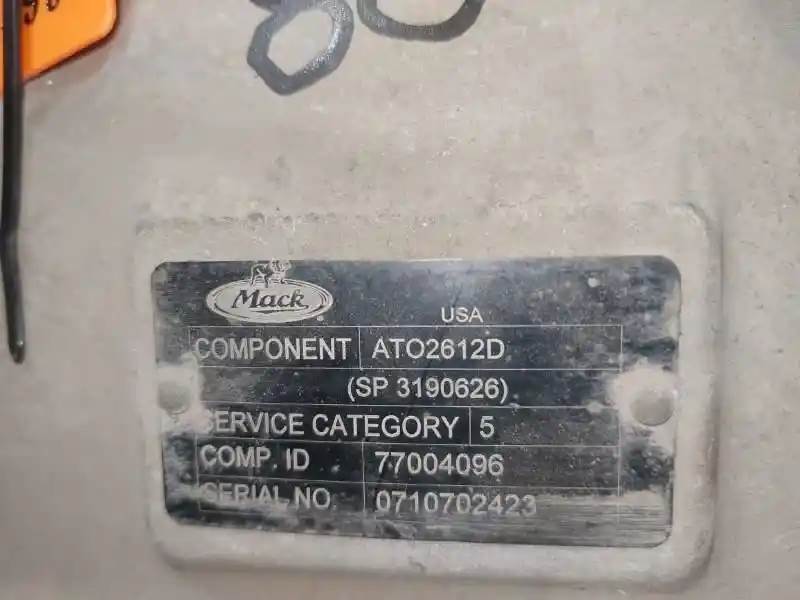 Mack
USA
COMPONENT ATO2612D
(SP 3190626)
SERVICE CATEGORY 5
COMP. ID 77004096
SERIAL NO. 0710702423